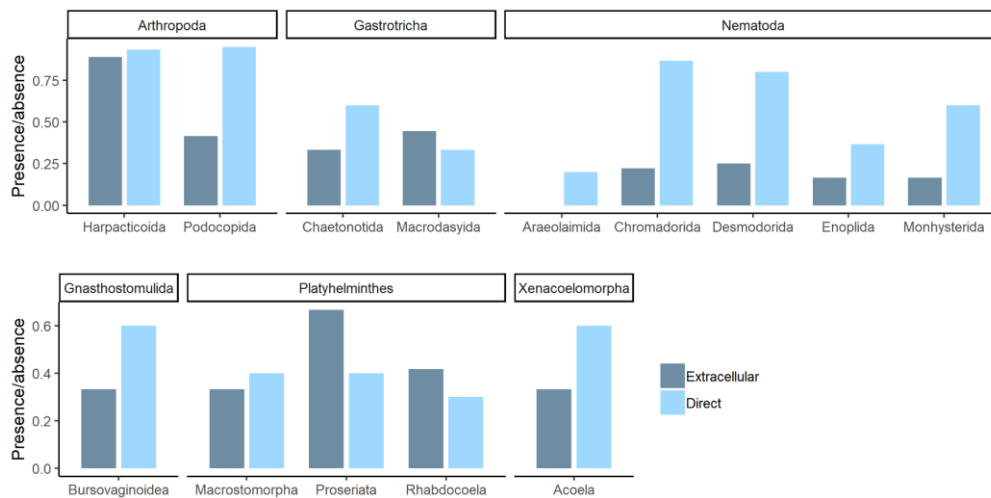 Arthropoda Gastrotricha Nematoda
Presence/absence
0.75
0.50
0.25
0.00
Harpacticoida Podocopida Chaetonotida Macrodasyida Araeolaimida Chromadorida Desmodorida Enoplida Monhysterida
Gnasthostomulida Platyhelminthes Xenacoelomorpha
Presence/absence
0.6
0.4
0.2
0.0
Bursovaginoidea Macrostomorpha Proseriata Rhabdocoela Acoela
Extracellular
Direct